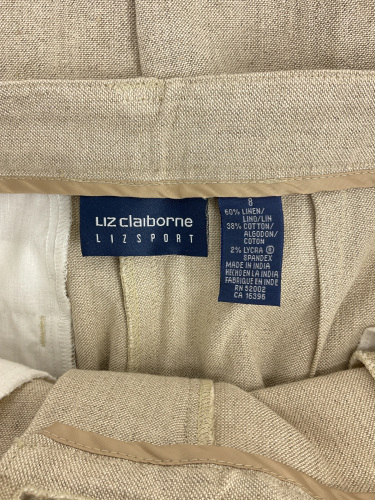 LIZ claiborne
LIZSPORT
8
60% LINEN/
LINO/LIN
38% COTTON/
ALGODON/
COTON
2% LYCRA ®
SPANDEX
MADE IN INDIA
HECHO EN LA INDIA
FABRIQUE EN INDE
RN 52002
CA 16396